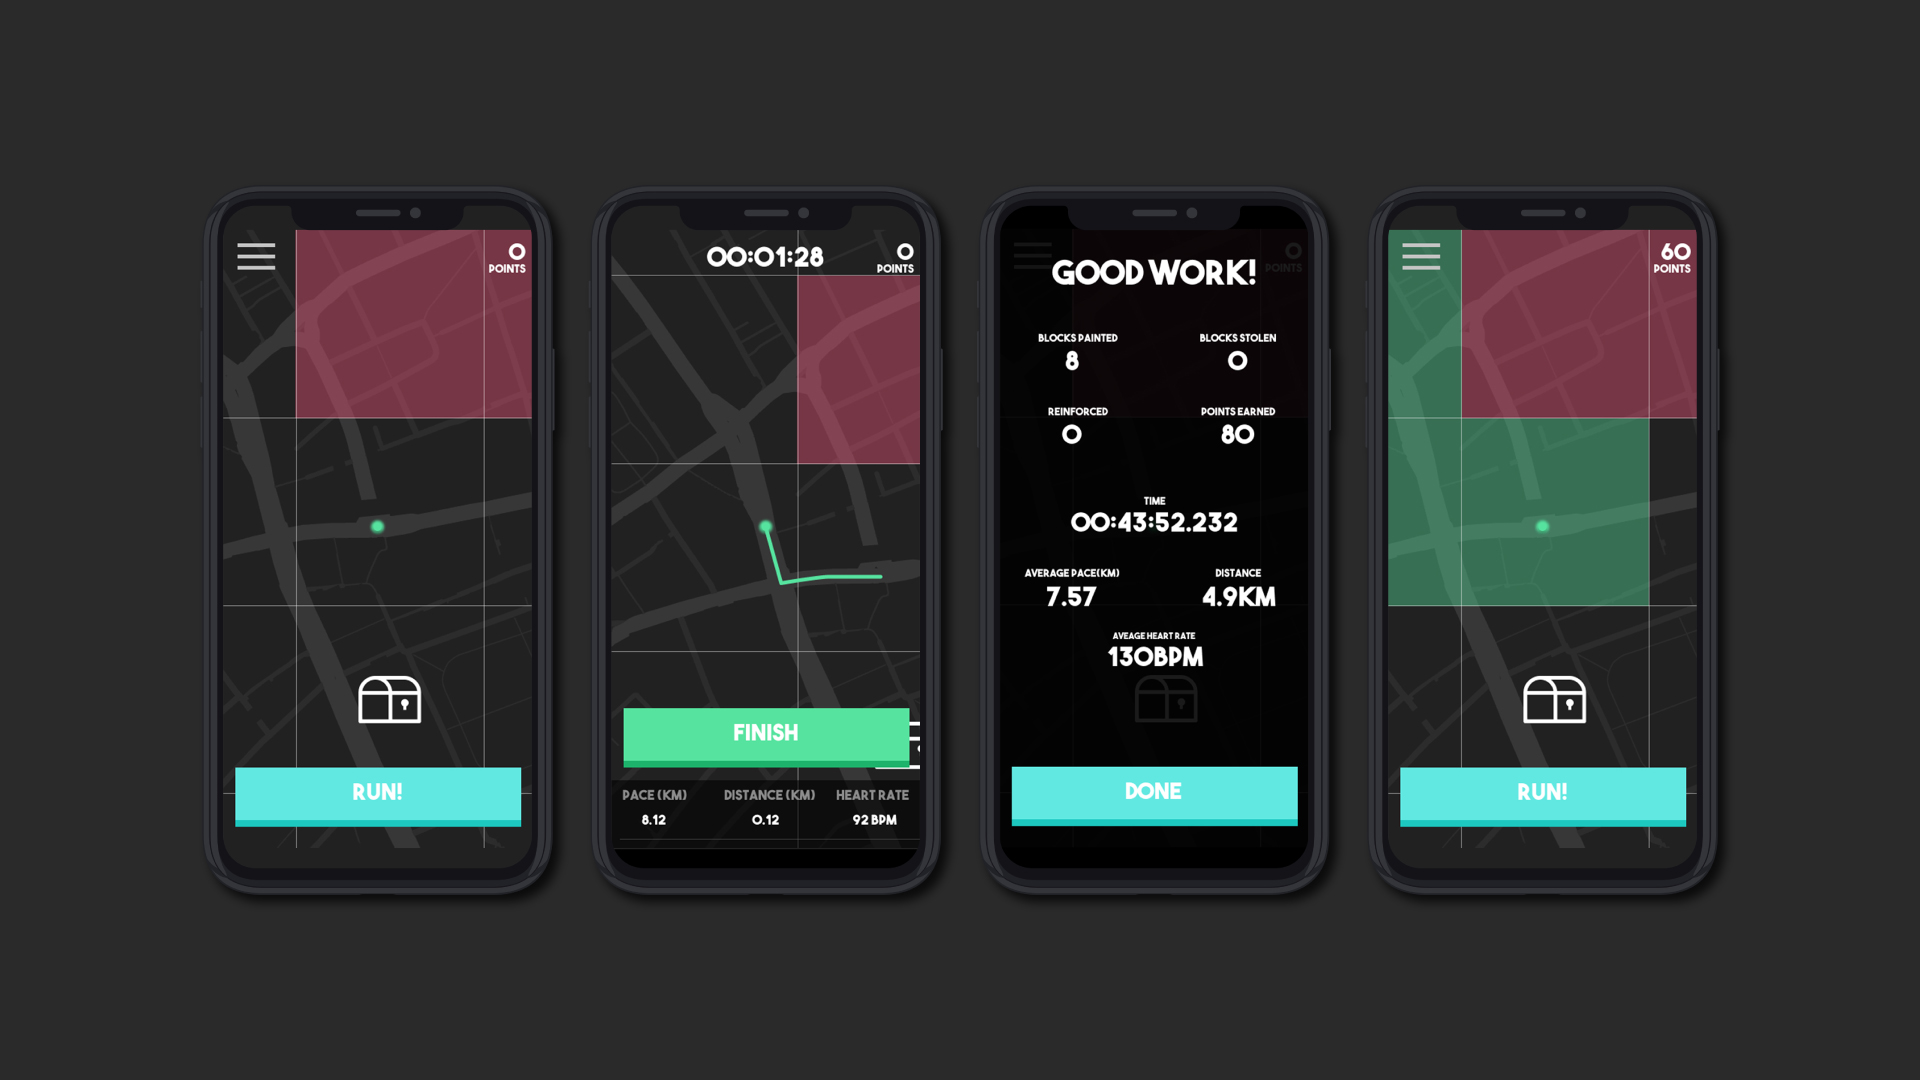 0
POINTS
RUN!
00:01:28
0
POINTS
FINISH
PACE (KM) DISTANCE (KM) HEART RATE
8.12 0.12 92 BPM
0
POINTS
GOOD WORK!
BLOCKS PAINTED BLOCKS STOLEN
8 0
REINFORCED POINTS EARNED
0 80
TIME
00:43:52.232
AVERAGE PACE(KM) DISTANCE
7.57 4.9KM
AVEAGE HEART RATE
130BPM
DONE
60
POINTS
RUN!